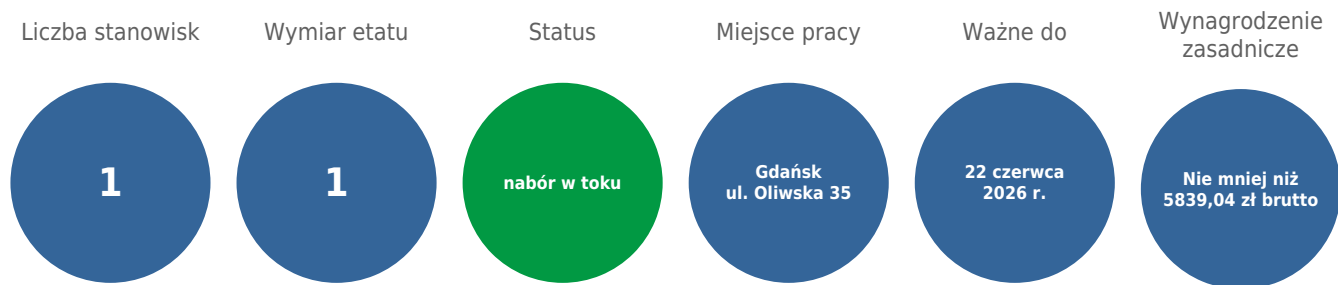 Liczba stanowisk
1
Wymiar etatu
1
Status
nabór w toku
Miejsce pracy
Gdańsk
ul. Oliwska 35
Ważne do
22 czerwca
2026 r.
Wynagrodzenie
zasadnicze
Nie mniej niż
5839,04 zł brutto